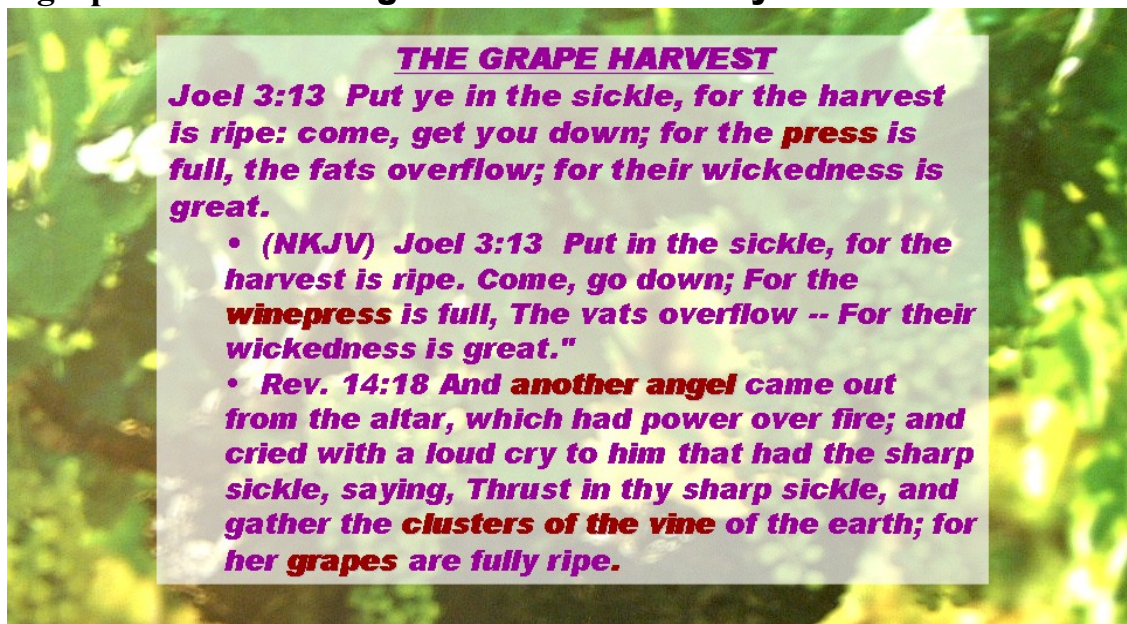 THE GRAPE HARVEST
Joel 3:13 Put ye in the sickle, for the harvest
is ripe: come, get you down; for the press is
full, the fats overflow; for their wickedness is
great.
• (NKJV) Joel 3:13 Put in the sickle, for the
harvest is ripe. Come, go down; For the
winepress is full, The vats overflow -- For their
wickedness is great."
• Rev. 14:18 And another angel came out
from the altar, which had power over fire; and
cried with a loud cry to him that had the sharp
sickle, saying, Thrust in thy sharp sickle, and
gather the clusters of the vine of the earth; for
her grapes are fully ripe.